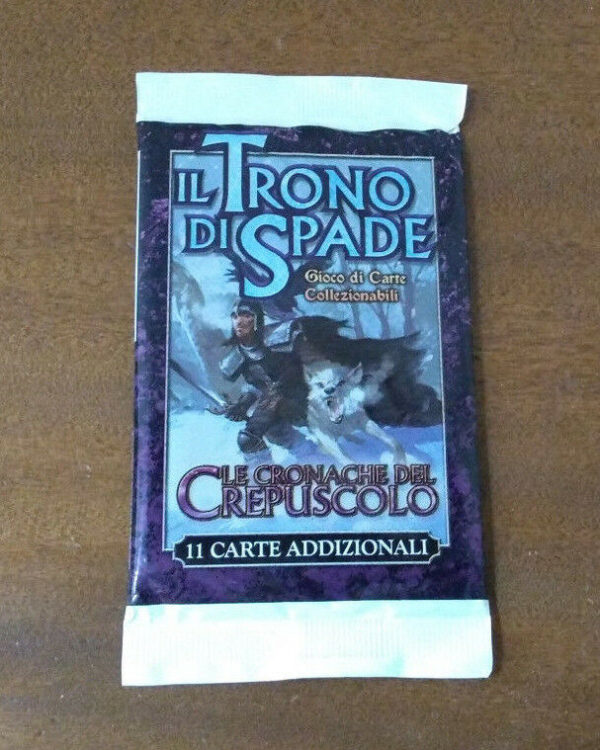 IL TRONO
DI SPADE
Gioco di Carte
Collezionabili
LE CRONACHE DEL
CREPUSCOLO
11 CARTE ADDIZIONALI